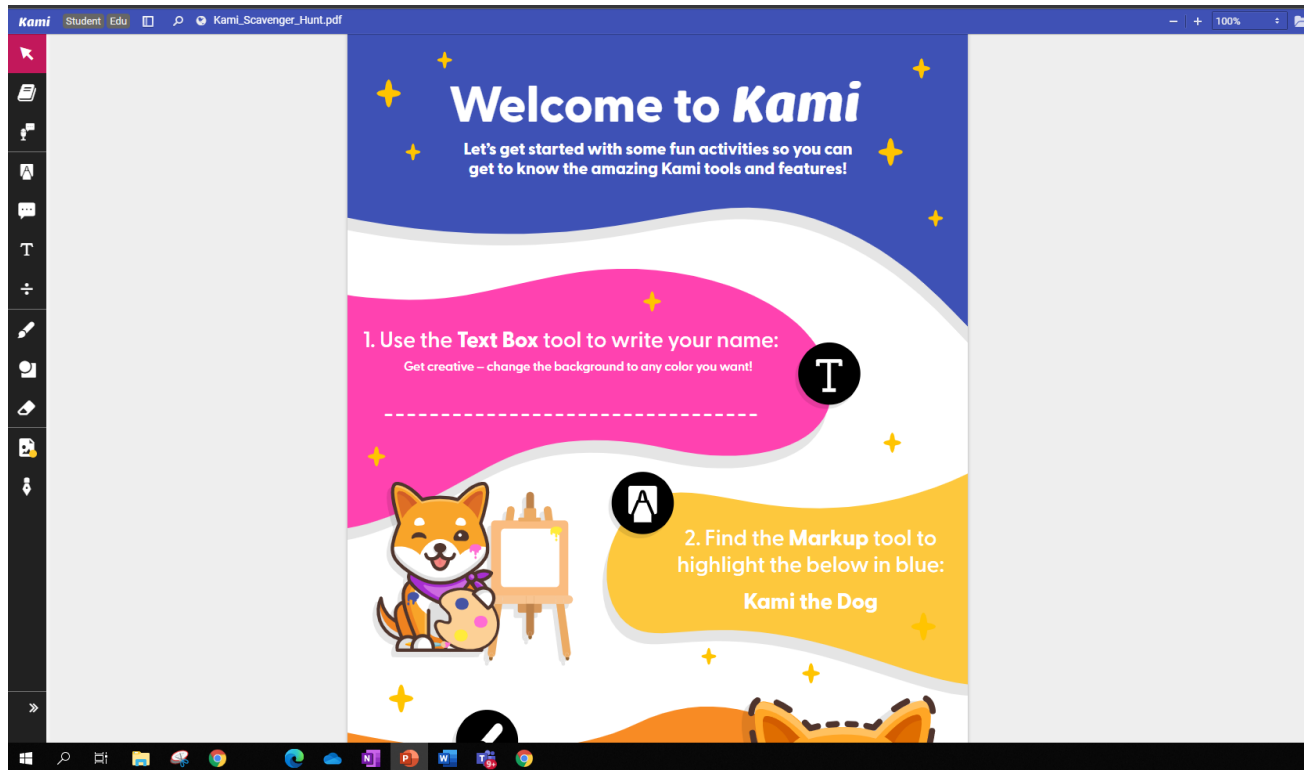 Kami Student Edu Kami_Scavenger_Hunt.pdf 100%
Welcome to Kami
Let's get started with some fun activities so you can
get to know the amazing Kami tools and features!
1. Use the Text Box tool to write your name:
Get creative – change the background to any color you want!
T
2. Find the Markup tool to
highlight the below in blue:
Kami the Dog